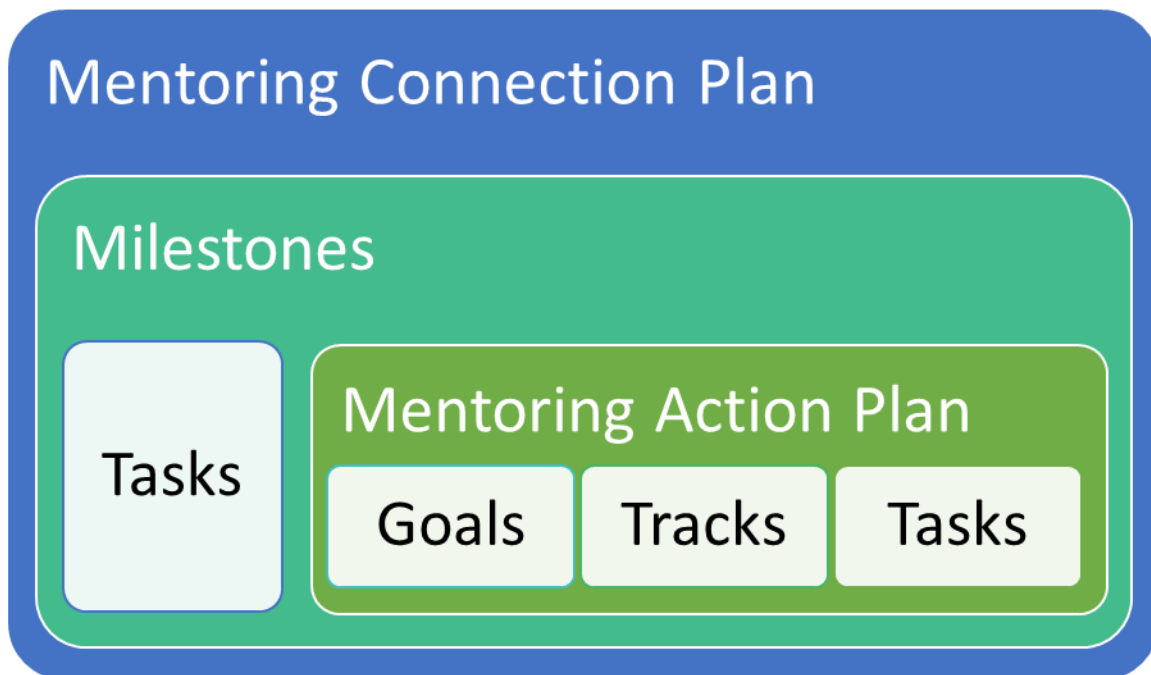 Mentoring Connection Plan
Milestones
Tasks
Mentoring Action Plan
Goals
Tracks
Tasks